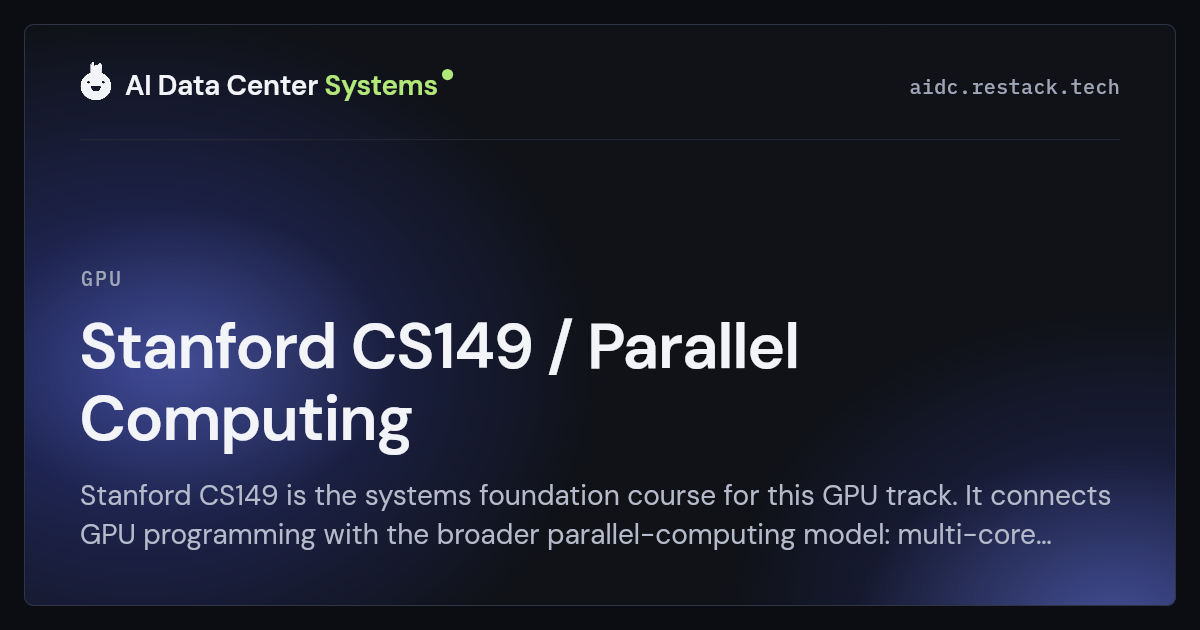 AI Data Center Systems
aidc.restack.tech
GPU
Stanford CS149 / Parallel
Computing
Stanford CS149 is the systems foundation course for this GPU track. It connects
GPU programming with the broader parallel-computing model: multi-core…